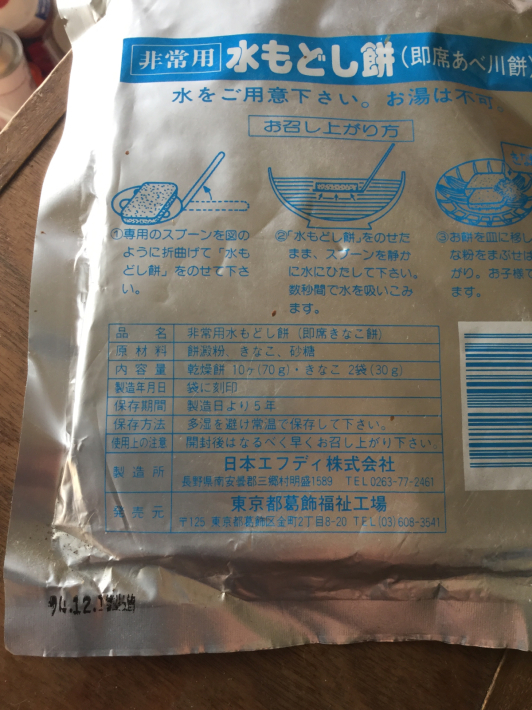 非常用 水もどし餅 (即席あべ川餅)
水をご用意下さい。お湯は不可
お召し上がり方
①専用のスプーンを図の
ように折曲げて「水も
どし餅」をのせて下さ
い。
②「水もどし餅」をのせた
まま、スプーンを静か
に水にひたして下さい。
数秒間で水を吸いこみ
ます。
③お餅を皿に移し
な粉をまぶせば
がり。お子様で
ます。
品名 非常用水もどし餅(即席きなこ餅)
原材料 餅澱粉、きなこ、砂糖
内容量 乾燥餅10ヶ(70g)・きなこ 2袋(30g)
製造年月日 袋に刻印
保存期間 製造日より5年
保存方法 多湿を避け常温で保存して下さい。
使用上の注意 開封後はなるべく早くお召し上がり下さい
製造所 日本エフディ株式会社
長野県南安曇郡三郷村明盛1589 TEL0263-77-2461
発売元 東京都葛飾福祉工場
〒125 東京都葛飾区金町2丁目8-20 TEL(03)608-3541
94.12.